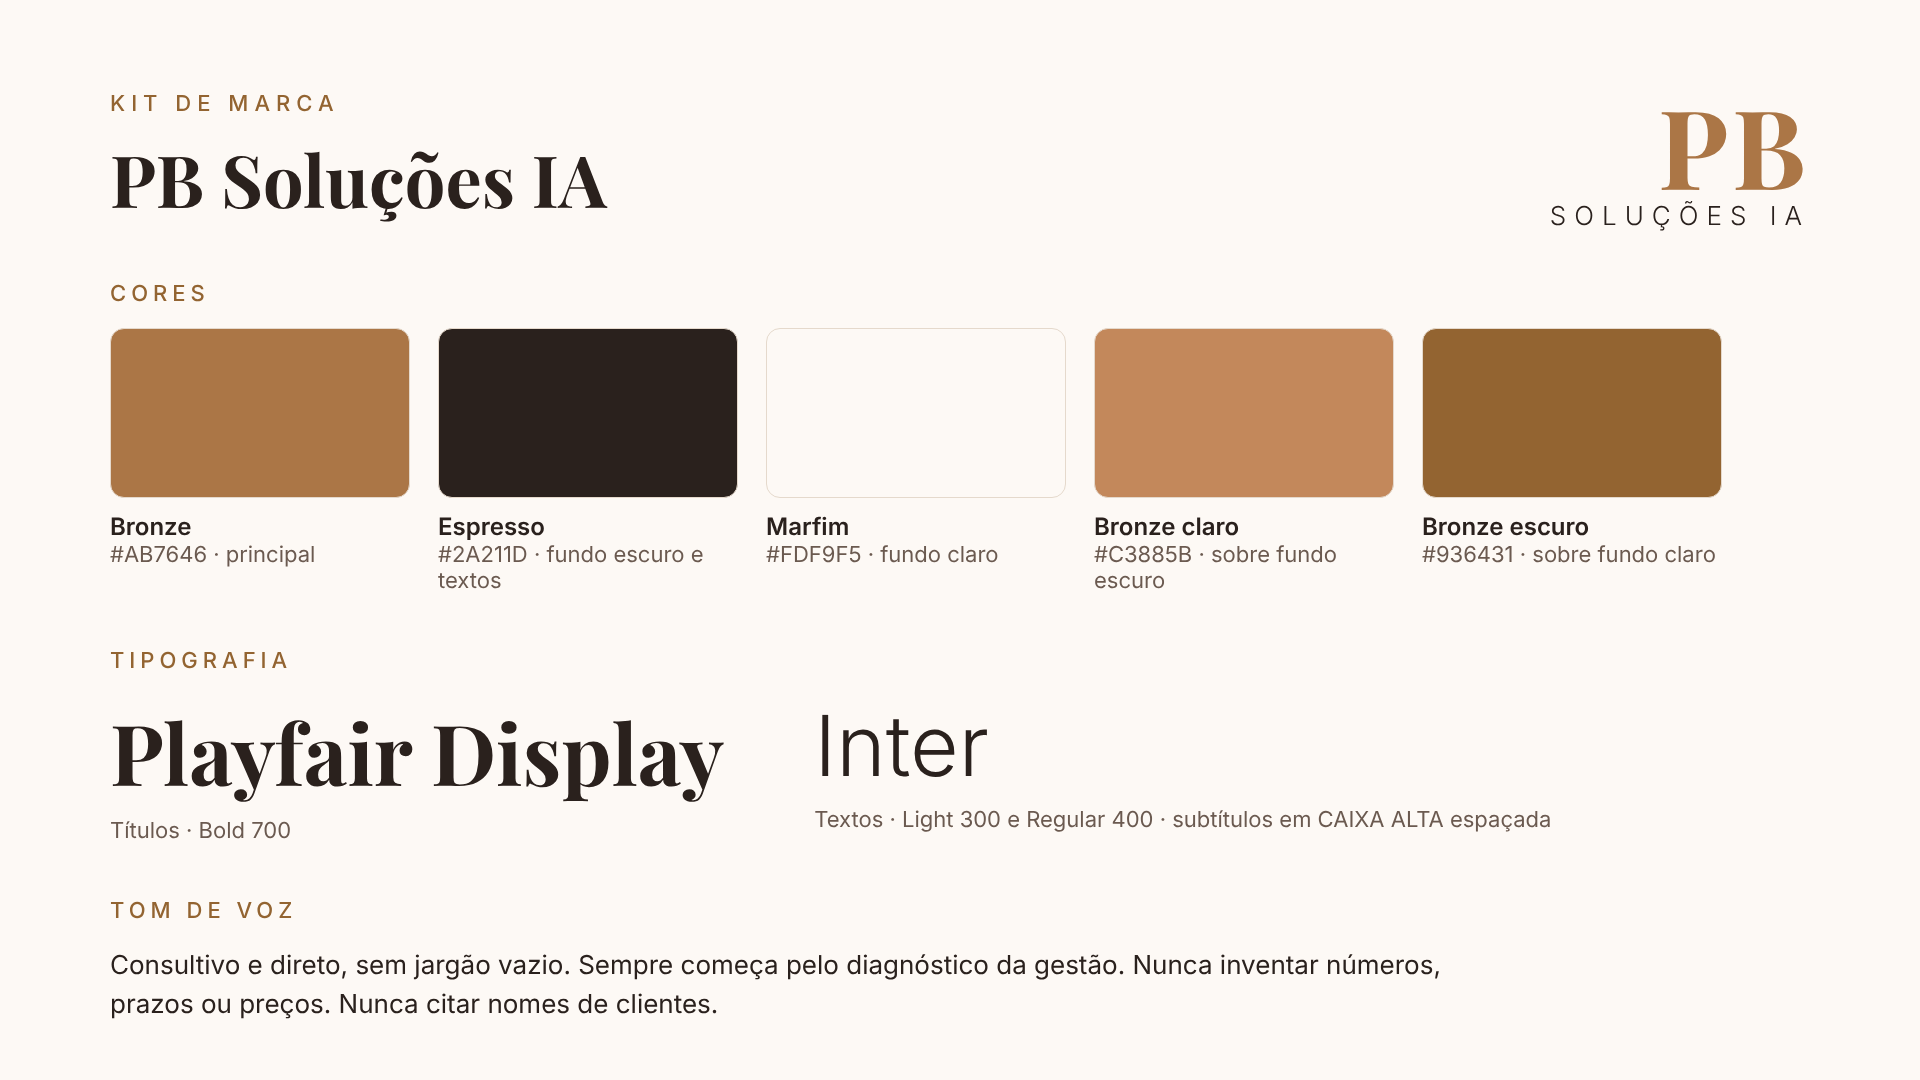 KIT DE MARCA
PB Soluções IA
PB
SOLUÇÕES IA
CORES
Bronze
#AB7646 · principal
Espresso
#2A211D · fundo escuro e
textos
Marfim
#FDF9F5 · fundo claro
Bronze claro
#C3885B · sobre fundo
escuro
Bronze escuro
#936431 · sobre fundo claro
TIPOGRAFIA
Playfair Display
Títulos · Bold 700
Inter
Textos · Light 300 e Regular 400 · subtítulos em CAIXA ALTA espaçada
TOM DE VOZ
Consultivo e direto, sem jargão vazio. Sempre começa pelo diagnóstico da gestão. Nunca inventar números,
prazos ou preços. Nunca citar nomes de clientes.